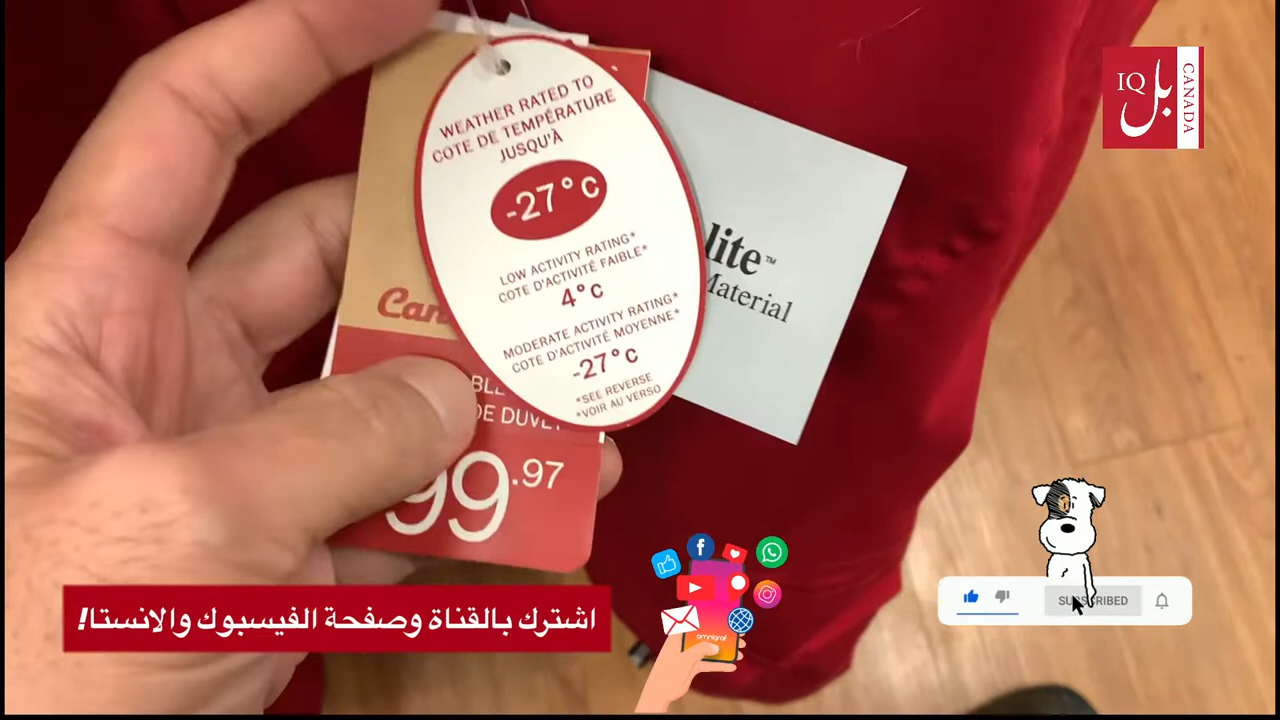 WEATHER RATED TO
COTE DE TEMPÉRATURE
JUSQU'À
-27°C
LOW ACTIVITY RATING*
COTE D'ACTIVITÉ FAIBLE*
4°C
MODERATE ACTIVITY RATING*
COTE D'ACTIVITÉ MOYENNE*
-27°C
*SEE REVERSE
*VOIR AU VERSO
lite™
Material
Can
DE DUVET
99.97
IQ
بل
CANADA
اشترك بالقناة وصفحة الفيسبوك والانستا!
omnigraf
SUBSCRIBED